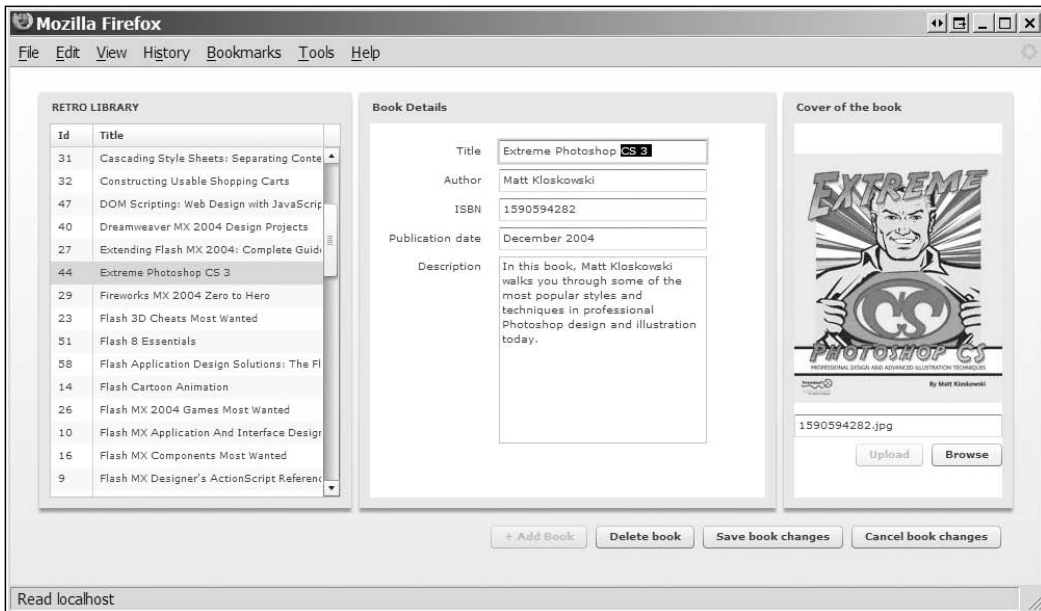 Mozilla Firefox
File Edit View History Bookmarks Tools Help
RETRO LIBRARY
Id Title
31 Cascading Style Sheets: Separating Conte
32 Constructing Usable Shopping Carts
47 DOM Scripting: Web Design with JavaScrip
40 Dreamweaver MX 2004 Design Projects
27 Extending Flash MX 2004: Complete Guide
44 Extreme Photoshop CS 3
29 Fireworks MX 2004 Zero to Hero
23 Flash 3D Cheats Most Wanted
51 Flash 8 Essentials
58 Flash Application Design Solutions: The Fl
14 Flash Cartoon Animation
26 Flash MX 2004 Games Most Wanted
10 Flash MX Application And Interface Design
16 Flash MX Components Most Wanted
9 Flash MX Designer's ActionScript Referenc
Book Details
Title Extreme Photoshop CS 3
Author Matt Kloskowski
ISBN 1590594282
Publication date December 2004
Description In this book, Matt Kloskowski
walks you through some of the
most popular styles and
techniques in professional
Photoshop design and illustration
today.
Cover of the book
EXTREME
CS
PHOTOSHOP CS
PROFESSIONAL DESIGN AND ADVANCED ILLUSTRATION TECHNIQUES
By Matt Kloskowski
1590594282.jpg
Upload Browse
+ Add Book Delete book Save book changes Cancel book changes
Read localhost